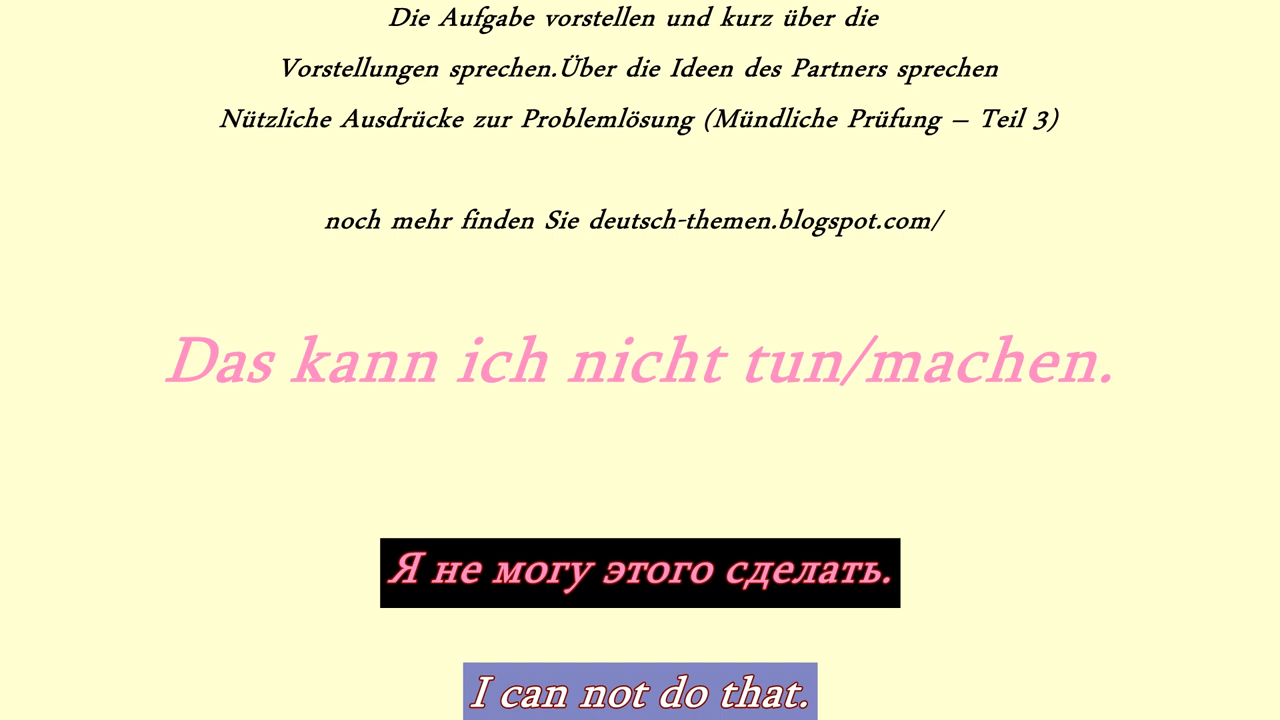 Die Aufgabe vorstellen und kurz über die
Vorstellungen sprechen.Über die Ideen des Partners sprechen
Nützliche Ausdrücke zur Problemlösung (Mündliche Prüfung – Teil 3)
noch mehr finden Sie deutsch-themen.blogspot.com/
Das kann ich nicht tun/machen.
Я не могу этого сделать.
I can not do that.